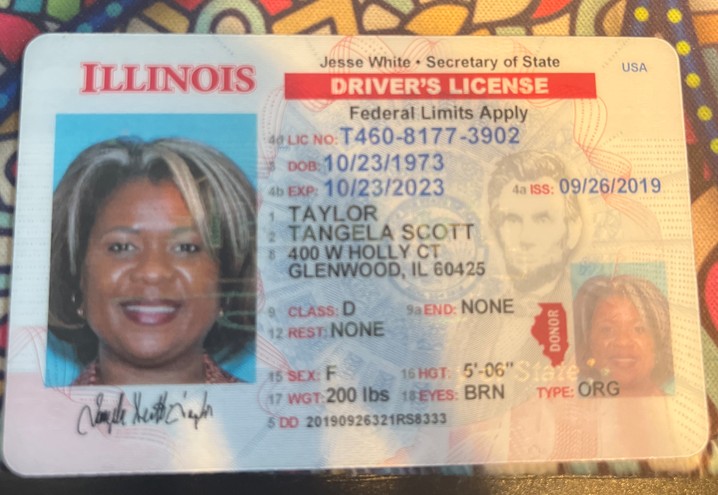 Jesse White • Secretary of State
USA
ILLINOIS
DRIVER'S LICENSE
Federal Limits Apply
4d LIC NO: T460-8177-3902
3 DOB: 10/23/1973
4b EXP: 10/23/2023 4a ISS: 09/26/2019
1 TAYLOR
2 TANGELA SCOTT
8 400 W HOLLY CT
GLENWOOD, IL 60425
9 CLASS: D 9a END: NONE
12 REST: NONE
DONOR
15 SEX: F 16 HGT: 5'-06"
State
17 WGT: 200 lbs 18 EYES: BRN TYPE: ORG
5 DD 20190926321RS8333